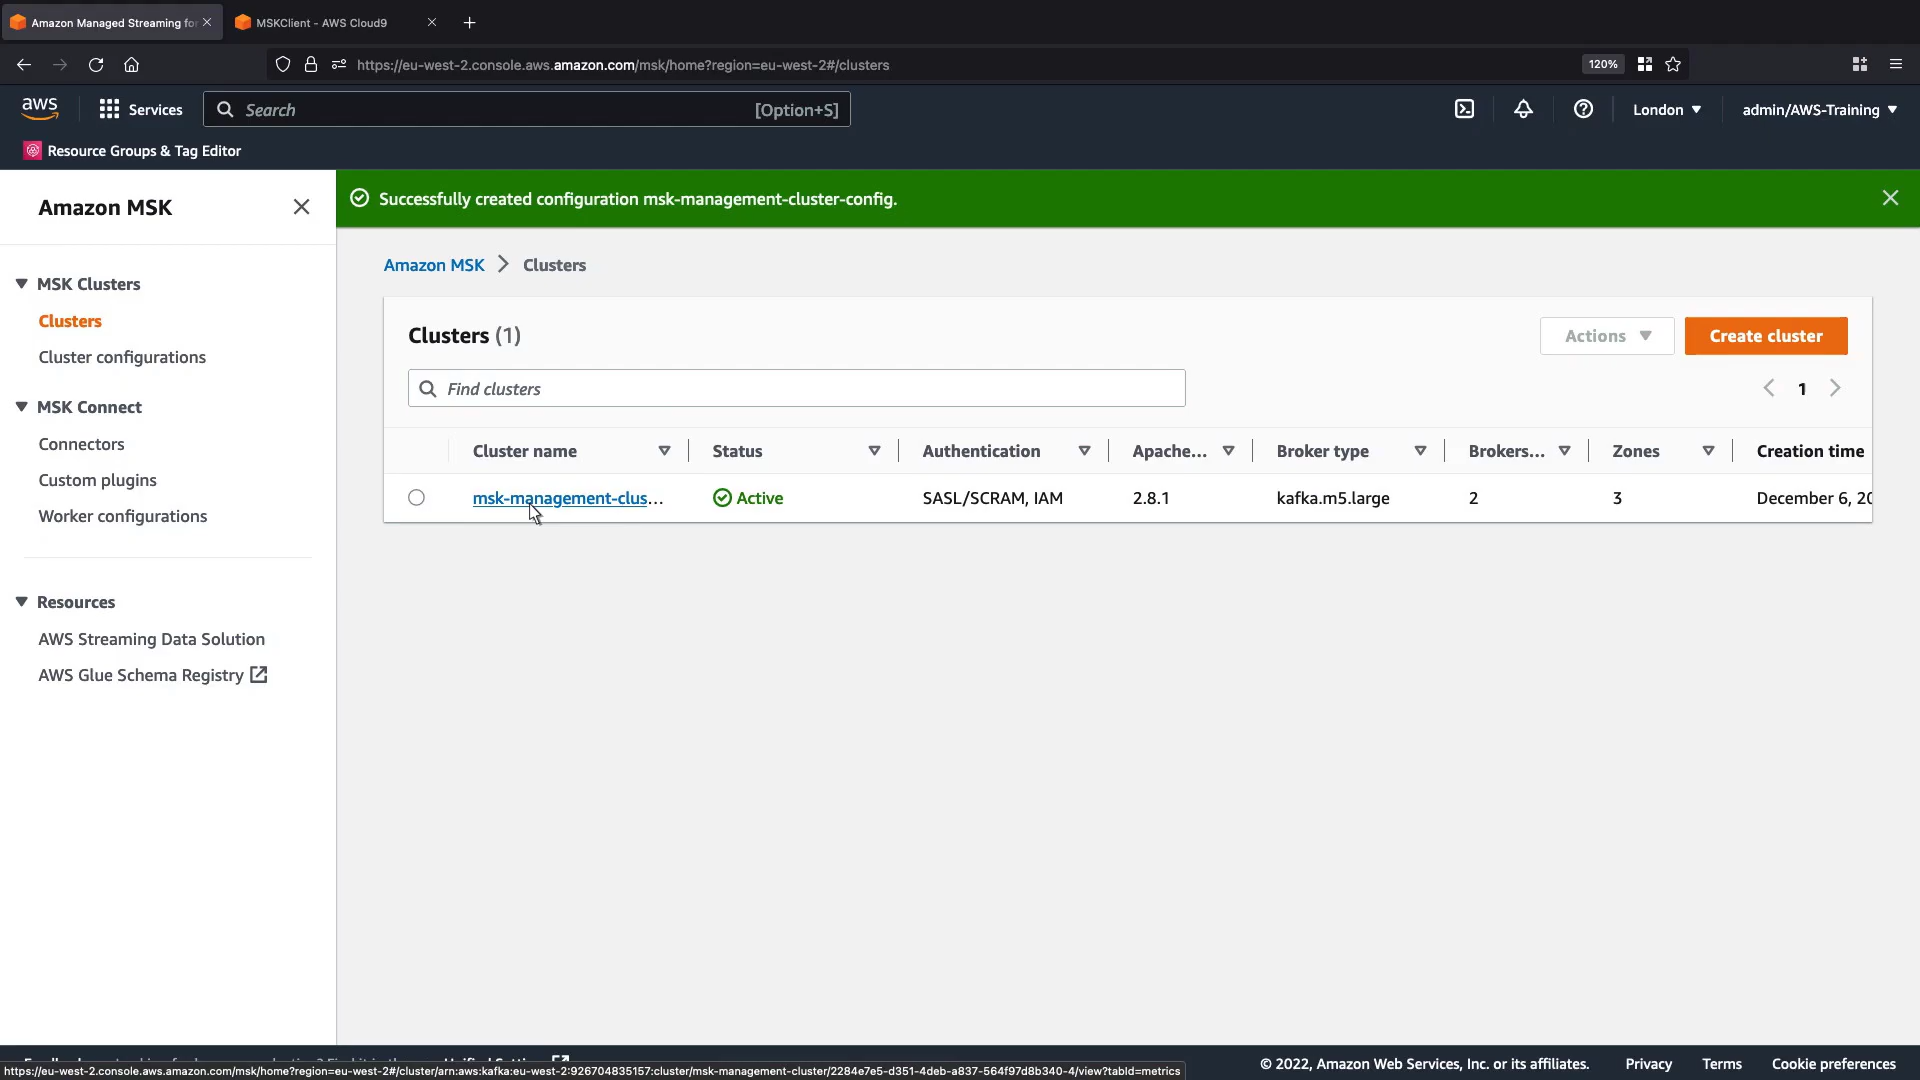 Amazon Managed Streaming for
MSKClient - AWS Cloud9
https://eu-west-2.console.aws.amazon.com/msk/home?region=eu-west-2#/clusters
120%
aws
Services
Search
[Option+S]
London
admin/AWS-Training
Resource Groups & Tag Editor
Amazon MSK
MSK Clusters
Clusters
Cluster configurations
MSK Connect
Connectors
Custom plugins
Worker configurations
Resources
AWS Streaming Data Solution
AWS Glue Schema Registry
Successfully created configuration msk-management-cluster-config.
Amazon MSK > Clusters
Clusters (1)
Actions
Create cluster
Find clusters
1
Cluster name Status Authentication Apache... Broker type Brokers... Zones Creation time
msk-management-clus... Active SASL/SCRAM, IAM 2.8.1 kafka.m5.large 2 3 December 6, 20
© 2022, Amazon Web Services, Inc. or its affiliates. Privacy Terms Cookie preferences
https://eu-west-2.console.aws.amazon.com/msk/home?region=eu-west-2#/cluster/arn:aws:kafka:eu-west-2:926704835157:cluster/msk-management-cluster/2284e7e5-d351-4deb-a837-564f97d8b340-4/view?tabId=metrics